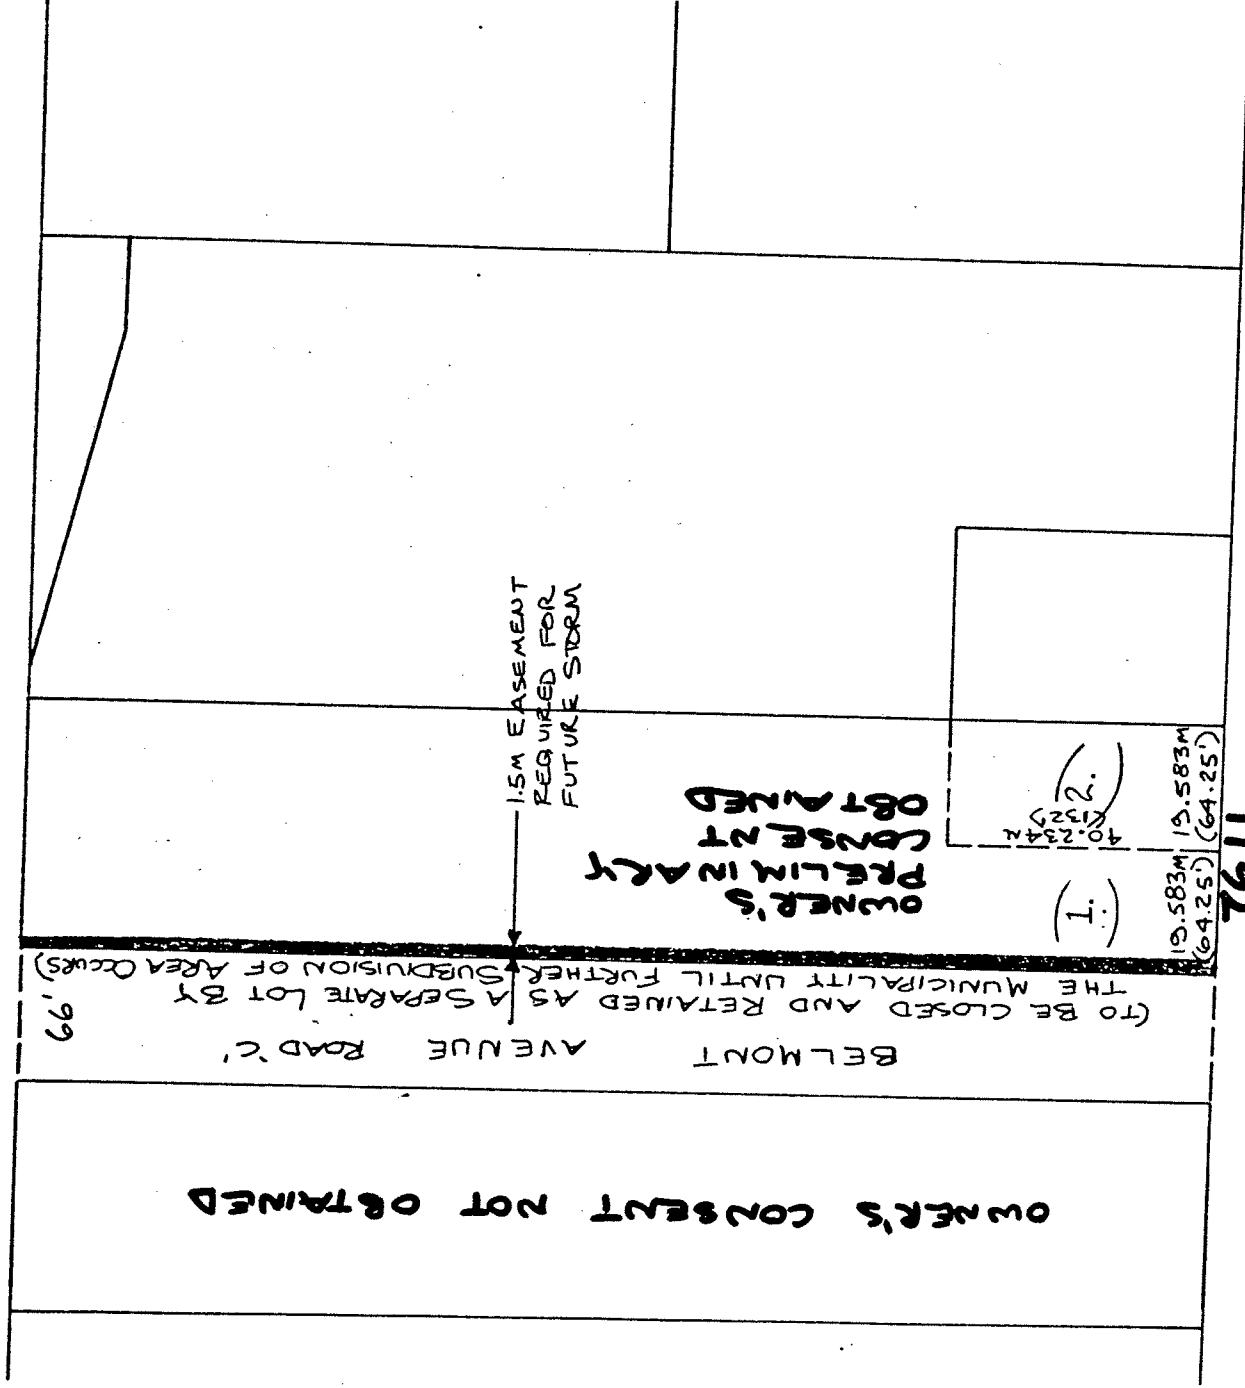 OWNER'S CONSENT NOT OBTAINED
BELMONT AVENUE ROAD 'C'
(TO BE CLOSED AND RETAINED AS A SEPARATE LOT BY
THE MUNICIPALITY UNTIL FURTHER SUBDIVISION OF AREA OCCURS)
66'
OWNER'S
PRELIMINARY
CONSENT
OBTAINED
1.5M EASEMENT
REQUIRED FOR
FUTURE STORM
(1.)
19.583M
(64.25')
40.234M
(132')
(2.)
19.583M
(64.25')